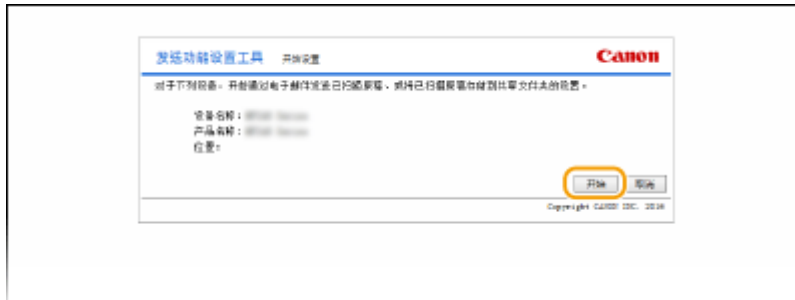 发送功能设置工具 开始设置 Canon
对于下列设备，开始通过电子邮件发送已扫描原稿、或将已扫描原稿存储到共享文件夹的设置。
设备名称：
产品名称：
位置：
开始 取消
Copyright CANON INC. 2016